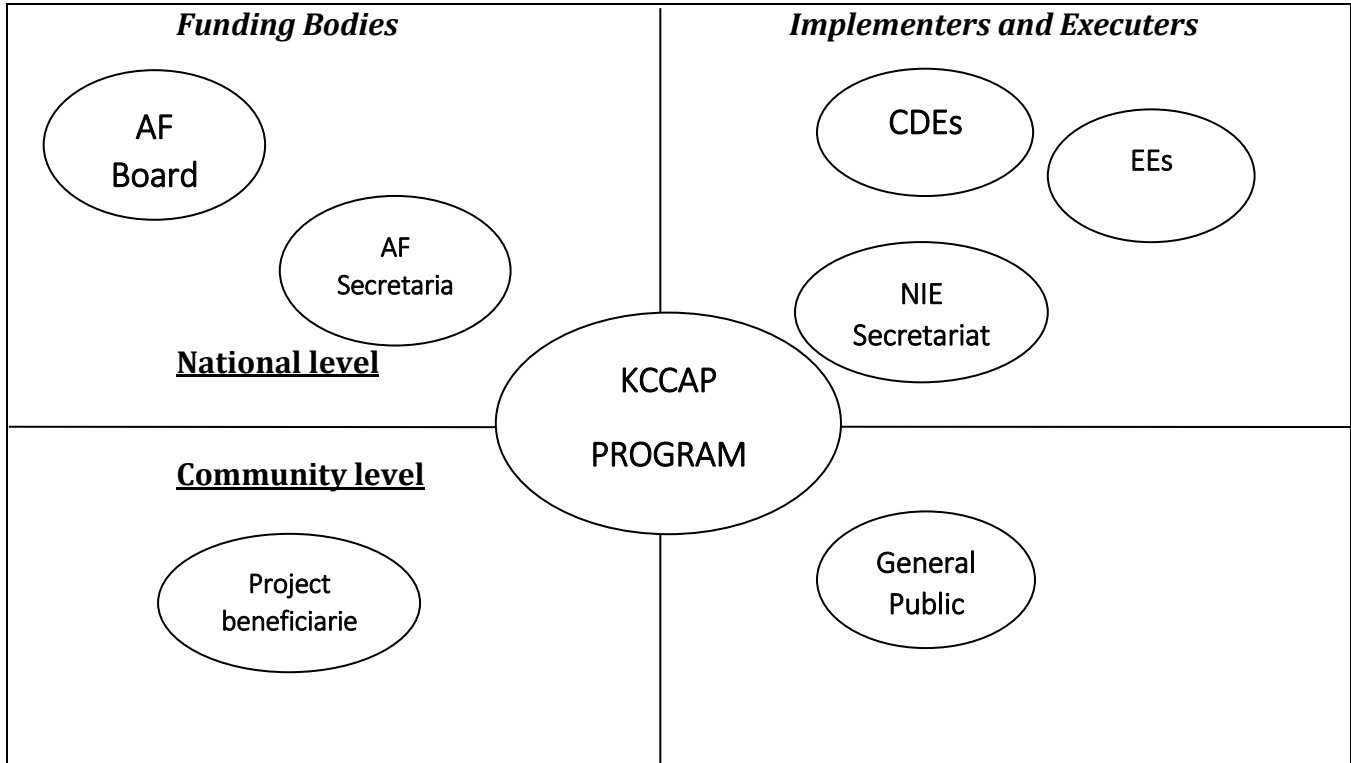 Funding Bodies
Implementers and Executers
AF
Board
CDEs
EEs
AF
Secretaria
NIE
Secretariat
National level
KCCAP
PROGRAM
Community level
Project
beneficiarie
General
Public